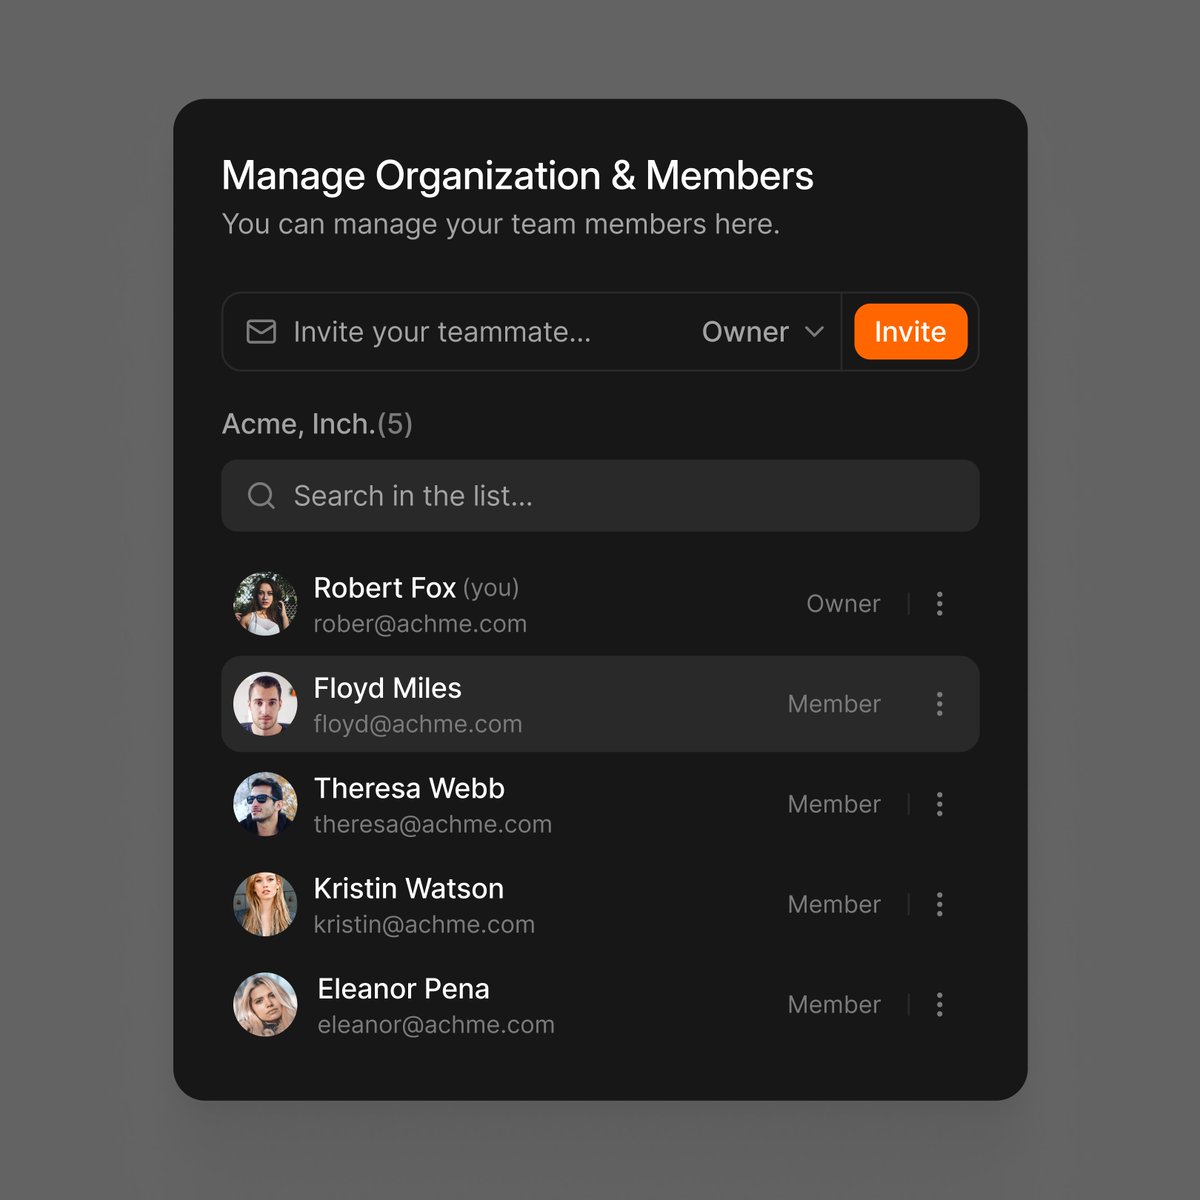 Manage Organization & Members
You can manage your team members here.
Invite your teammate... Owner Invite
Acme, Inch.(5)
Search in the list...
Robert Fox (you)
rober@achme.com
Owner
Floyd Miles
floyd@achme.com
Member
Theresa Webb
theresa@achme.com
Member
Kristin Watson
kristin@achme.com
Member
Eleanor Pena
eleanor@achme.com
Member